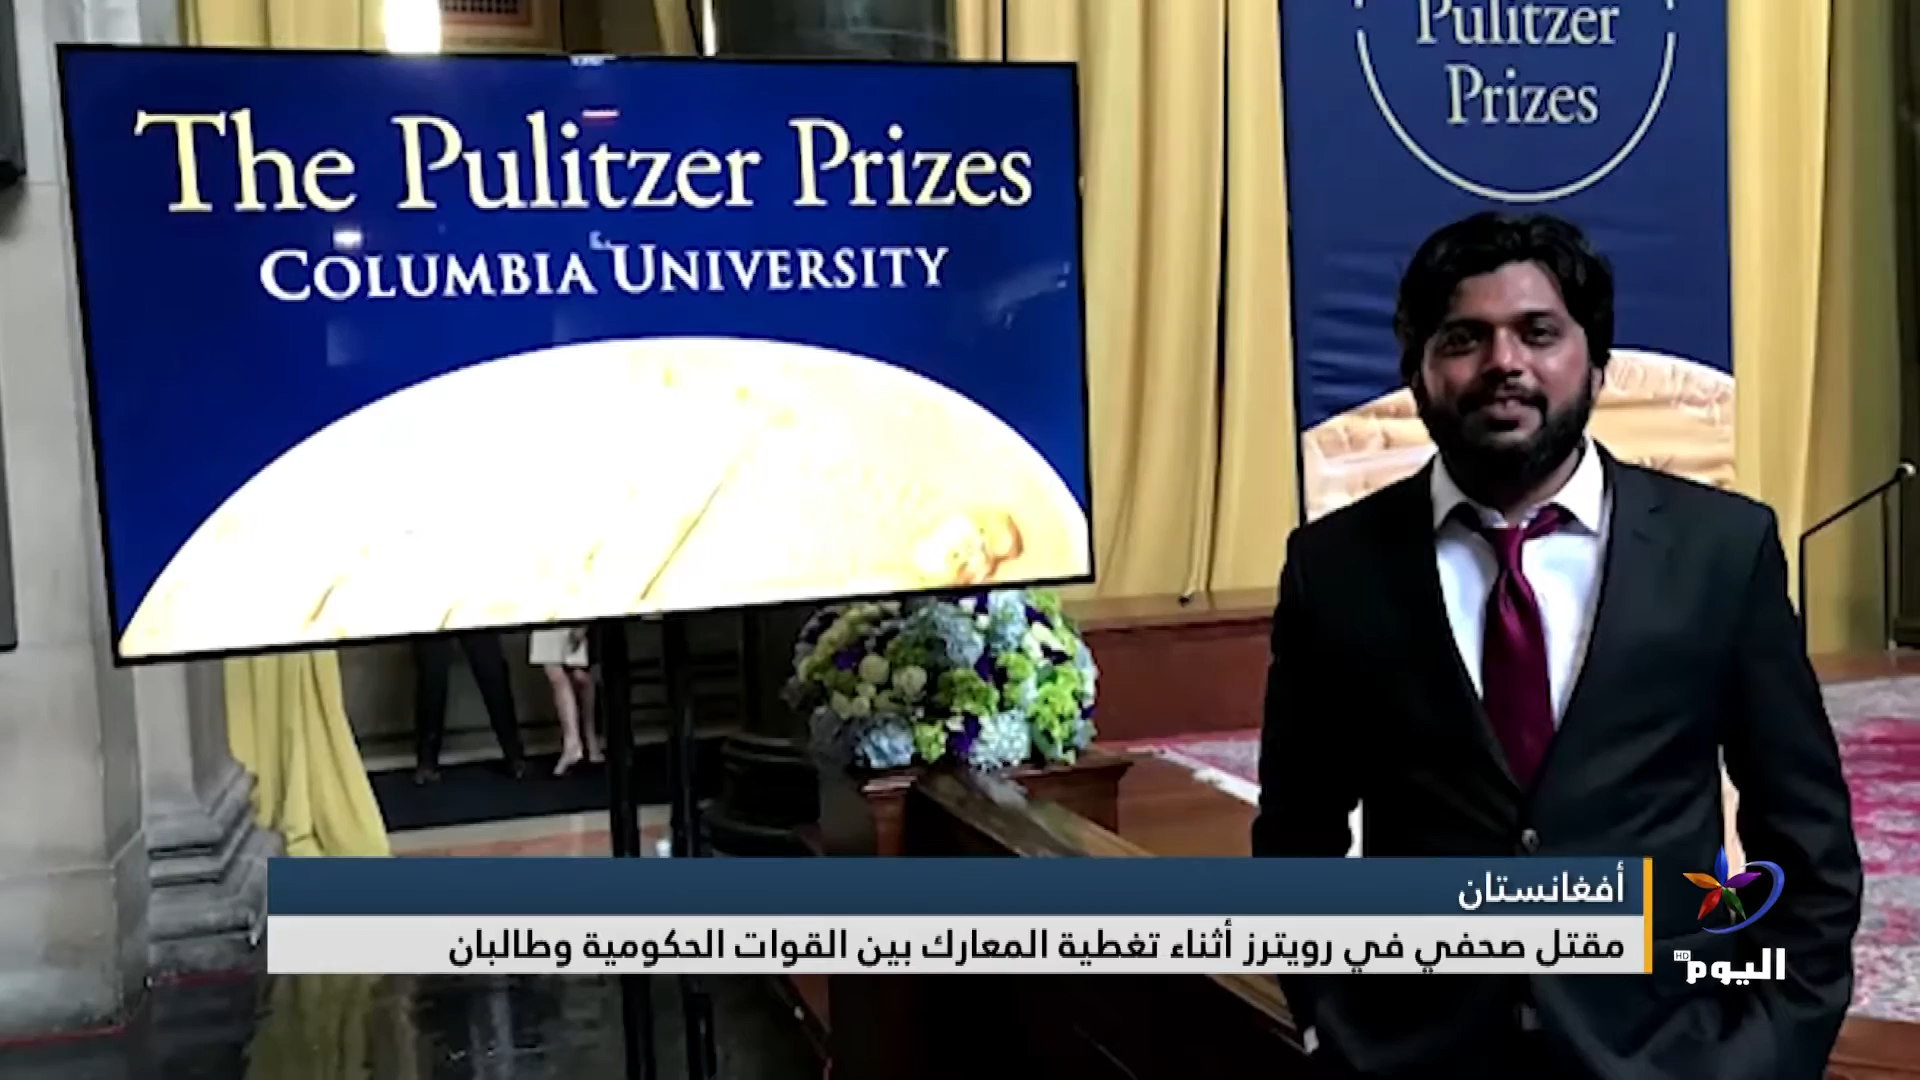 The Pulitzer Prizes
COLUMBIA UNIVERSITY
Pulitzer
Prizes
أفغانستان
مقتل صحفي في رويترز أثناء تغطية المعارك بين القوات الحكومية وطالبان
اليوم
HD